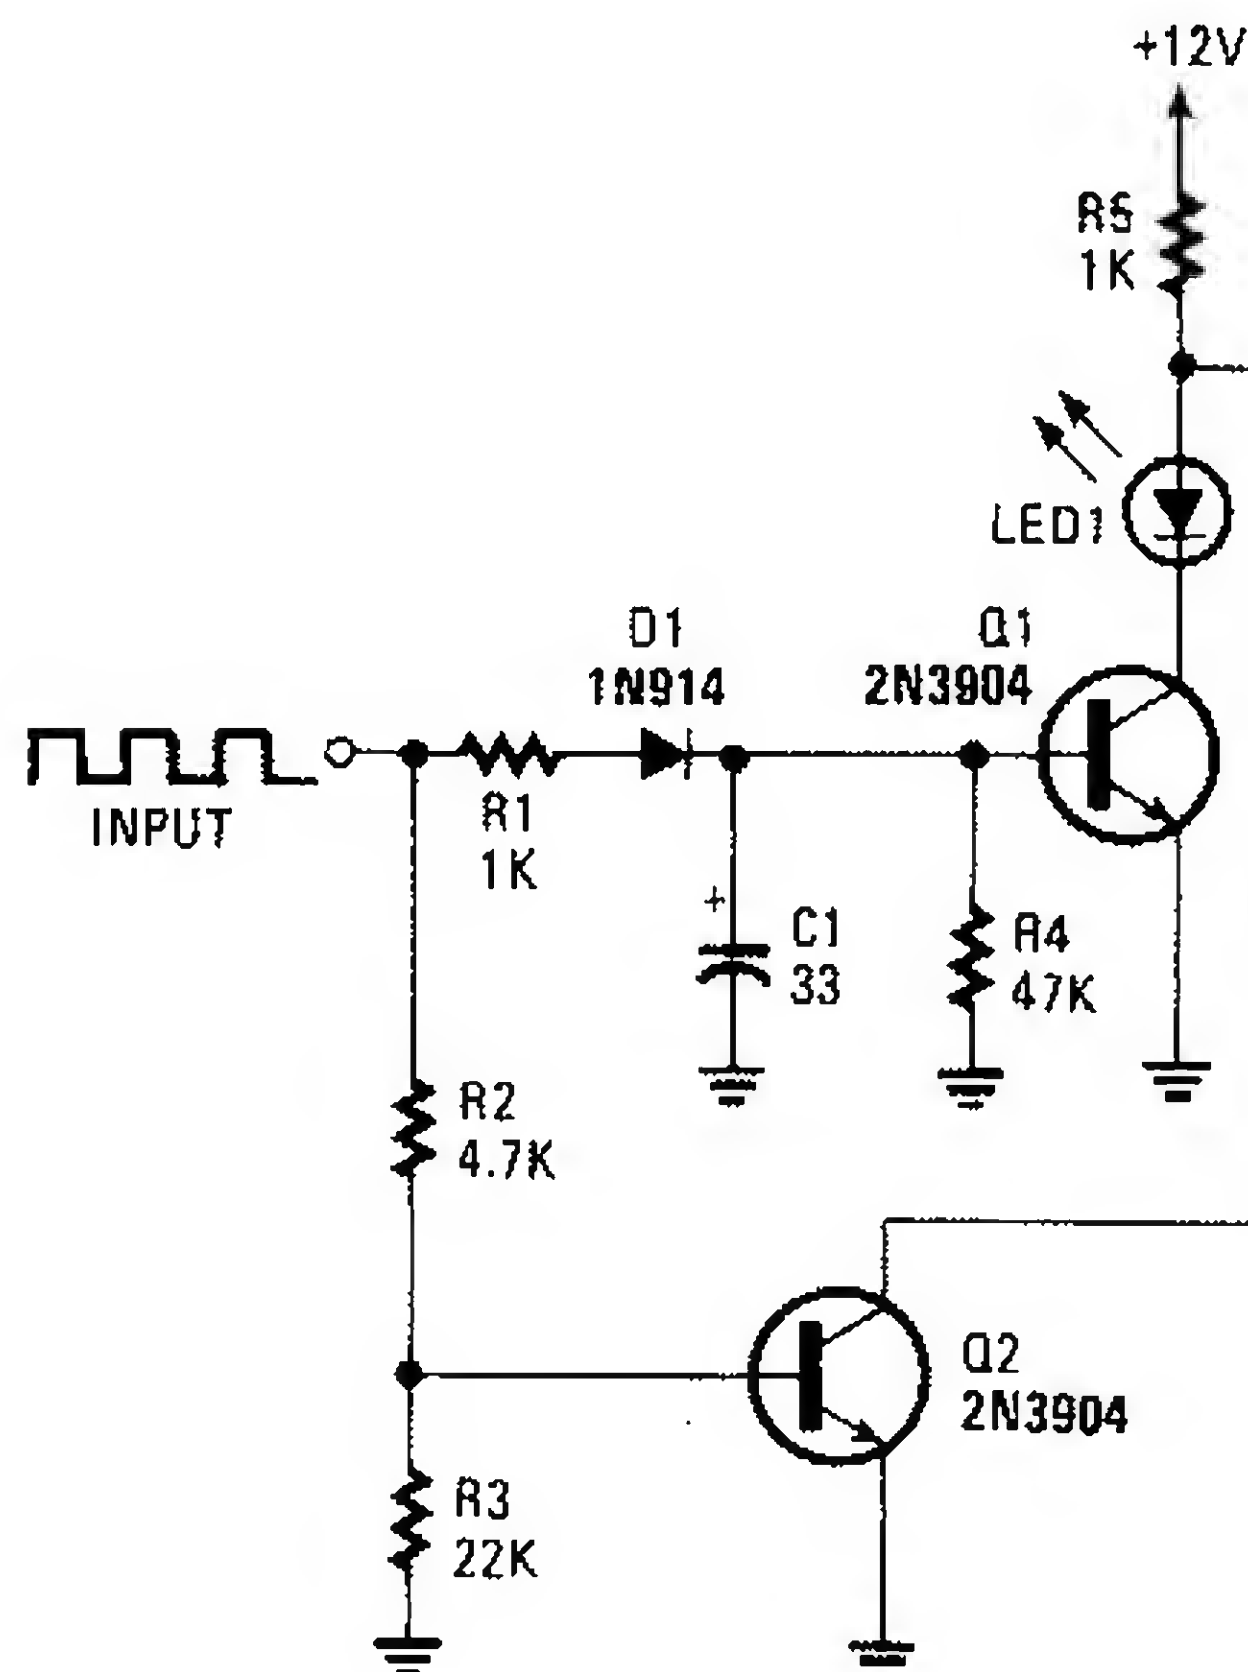 +12V
R5
1K
LED1
D1
1N914
Q1
2N3904
INPUT
R1
1K
+
C1
33
R4
47K
R2
4.7K
Q2
2N3904
R3
22K